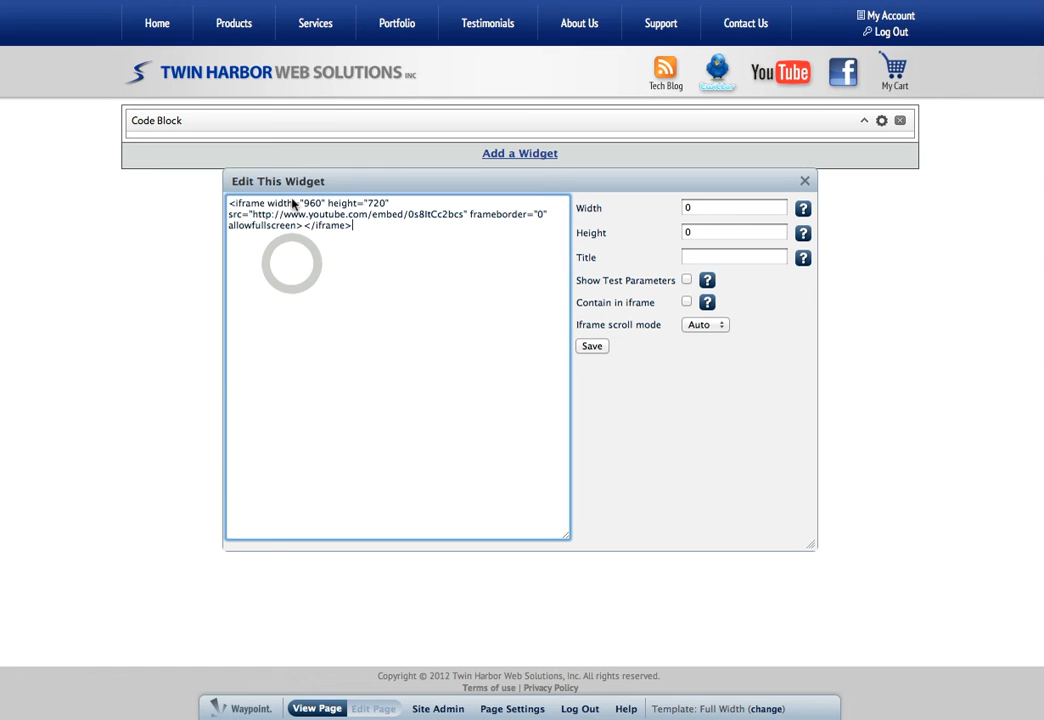 Home Products Services Portfolio Testimonials About Us Support Contact Us
My Account
Log Out
TWIN HARBOR WEB SOLUTIONS INC
Tech Blog
YouTube
f
My Cart
Code Block
Add a Widget
Edit This Widget
<iframe width="960" height="720"
src="http://www.youtube.com/embed/0s8ltCc2bcs" frameborder="0"
allowfullscreen></iframe>
Width 0 ?
Height 0 ?
Title ?
Show Test Parameters ?
Contain in iframe ?
Iframe scroll mode Auto
Save
Copyright © 2012 Twin Harbor Web Solutions, Inc. All rights reserved.
Terms of use | Privacy Policy
Waypoint. View Page Edit Page Site Admin Page Settings Log Out Help Template: Full Width (change)